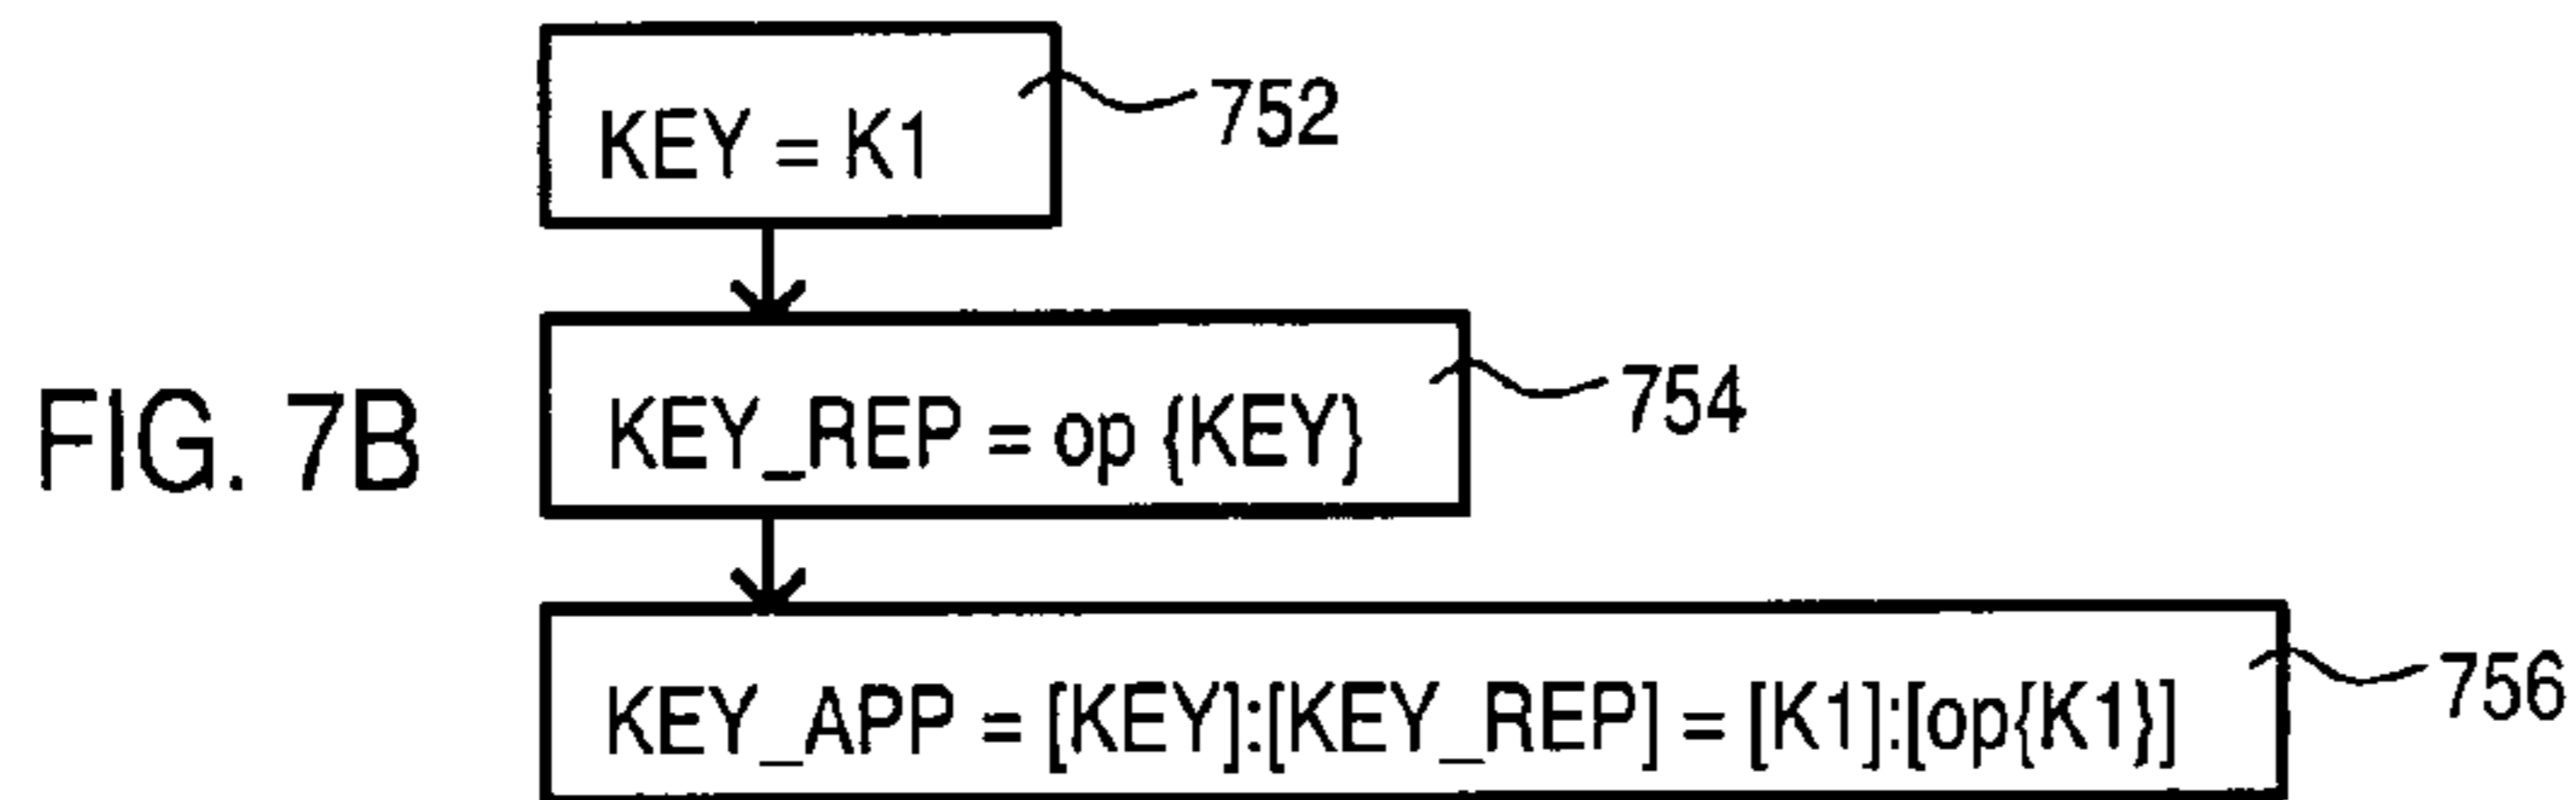 KEY = K1
752
KEY_REP = op {KEY}
754
FIG. 7B
KEY_APP = [KEY]:[KEY_REP] = [K1]:[op{K1}]
756